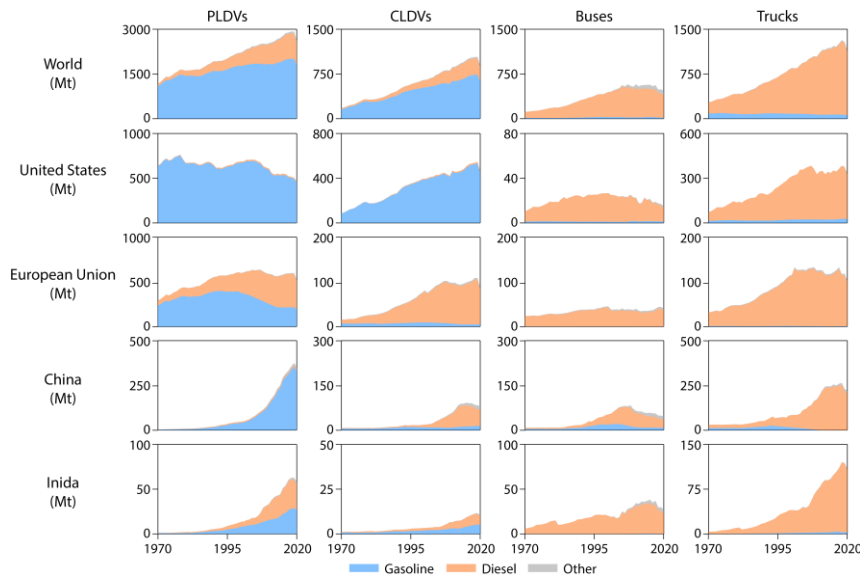 PLDVs CLDVs Buses Trucks
3000 1500 1500 1500
World
(Mt)
1500 750 750 750
0 0 0 0
1000 800 80 600
United States
(Mt)
500 400 40 300
0 0 0 0
1000 200 200 200
European Union
(Mt)
500 100 100 100
0 0 0 0
500 300 300 500
China
(Mt)
250 150 150 250
0 0 0 0
100 50 100 150
Inida
(Mt)
50 25 50 75
0 0 0 0
1970 1995 2020 1970 1995 2020 1970 1995 2020 1970 1995 2020
Gasoline Diesel Other